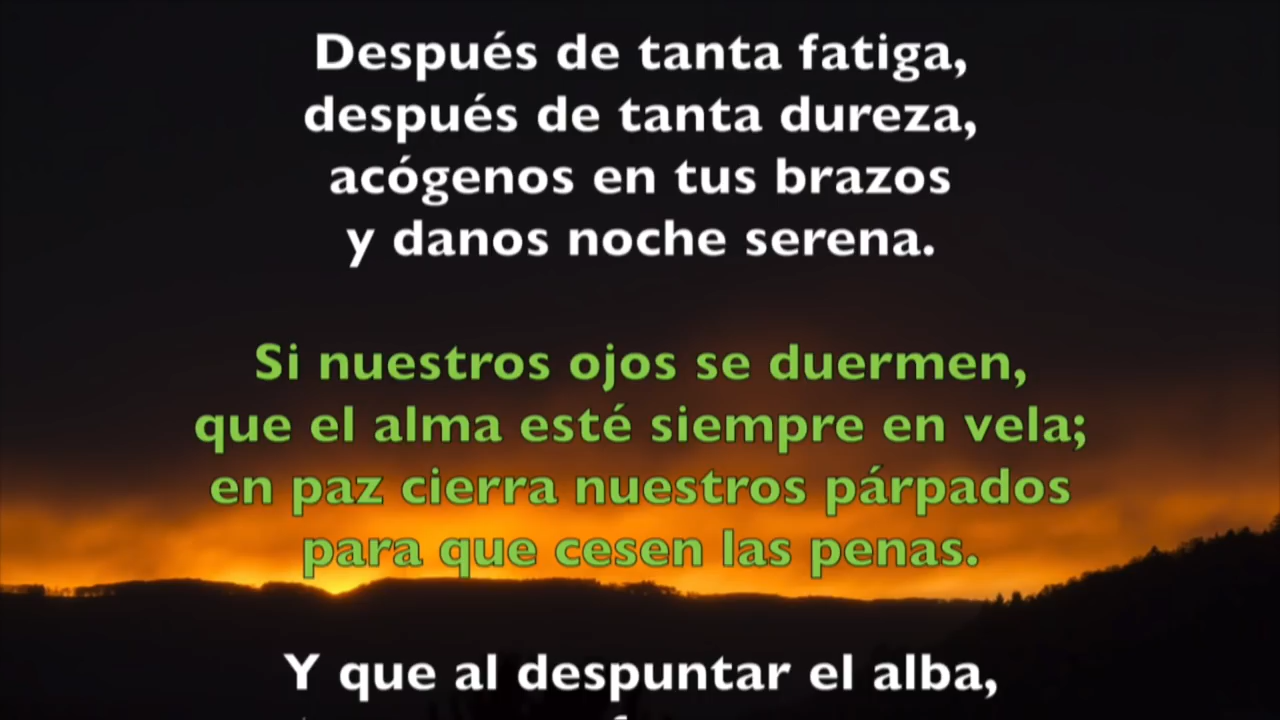 Después de tanta fatiga,
después de tanta dureza,
acógenos en tus brazos
y danos noche serena.
Si nuestros ojos se duermen,
que el alma esté siempre en vela;
en paz cierra nuestros párpados
para que cesen las penas.
Y que al despuntar el alba,